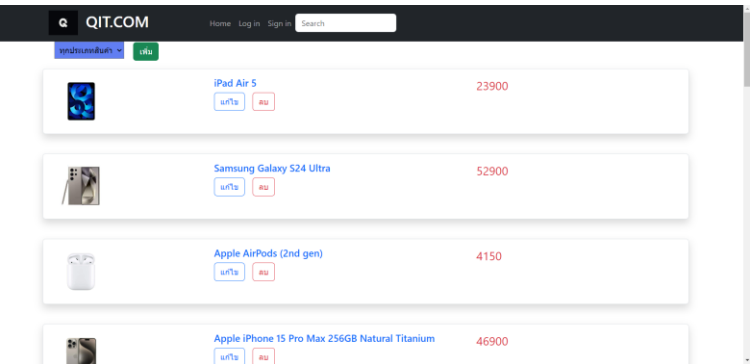 Q QIT.COM Home Log in Sign in Search
ทุกประเภทสินค้า เพิ่ม
iPad Air 5 23900
แก้ไข ลบ
Samsung Galaxy S24 Ultra 52900
แก้ไข ลบ
Apple AirPods (2nd gen) 4150
แก้ไข ลบ
Apple iPhone 15 Pro Max 256GB Natural Titanium 46900
แก้ไข ลบ